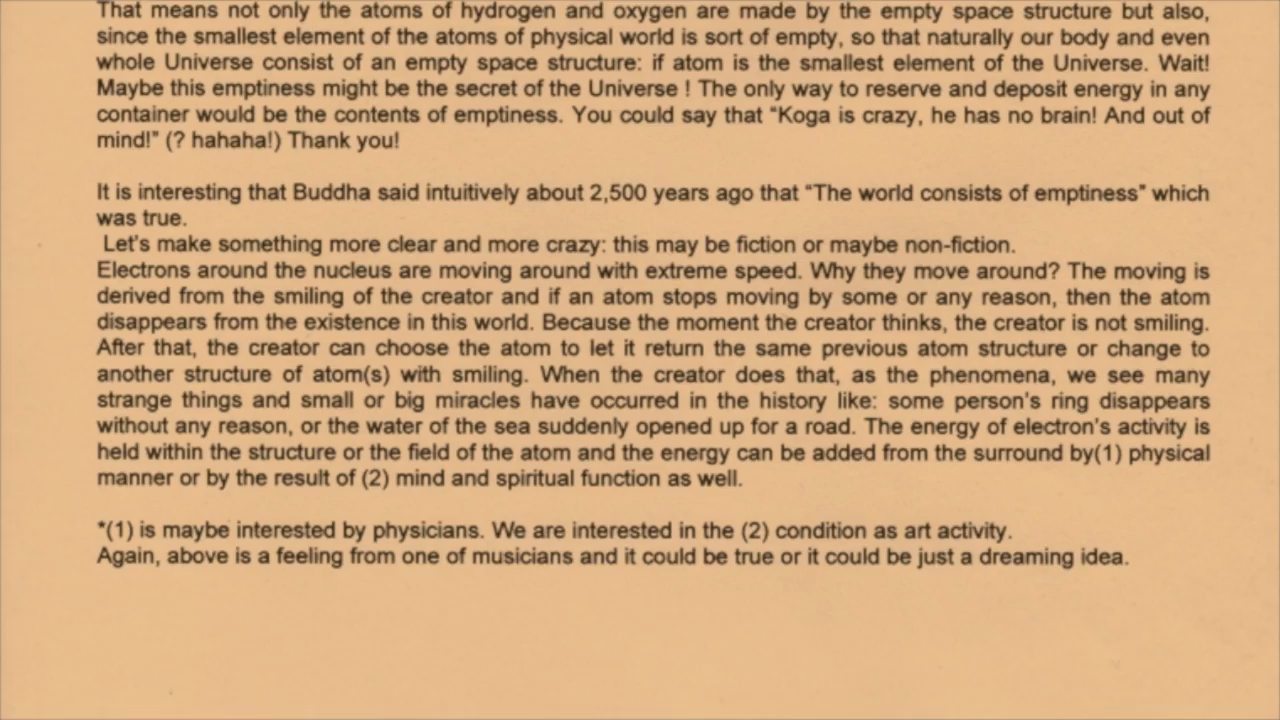 That means not only the atoms of hydrogen and oxygen are made by the empty space structure but also,
since the smallest element of the atoms of physical world is sort of empty, so that naturally our body and even
whole Universe consist of an empty space structure: if atom is the smallest element of the Universe. Wait!
Maybe this emptiness might be the secret of the Universe ! The only way to reserve and deposit energy in any
container would be the contents of emptiness. You could say that “Koga is crazy, he has no brain! And out of
mind!” (? hahaha!) Thank you!
It is interesting that Buddha said intuitively about 2,500 years ago that “The world consists of emptiness” which
was true.
Let's make something more clear and more crazy: this may be fiction or maybe non-fiction.
Electrons around the nucleus are moving around with extreme speed. Why they move around? The moving is
derived from the smiling of the creator and if an atom stops moving by some or any reason, then the atom
disappears from the existence in this world. Because the moment the creator thinks, the creator is not smiling.
After that, the creator can choose the atom to let it return the same previous atom structure or change to
another structure of atom(s) with smiling. When the creator does that, as the phenomena, we see many
strange things and small or big miracles have occurred in the history like: some person's ring disappears
without any reason, or the water of the sea suddenly opened up for a road. The energy of electron's activity is
held within the structure or the field of the atom and the energy can be added from the surround by(1) physical
manner or by the result of (2) mind and spiritual function as well.
*(1) is maybe interested by physicians. We are interested in the (2) condition as art activity.
Again, above is a feeling from one of musicians and it could be true or it could be just a dreaming idea.